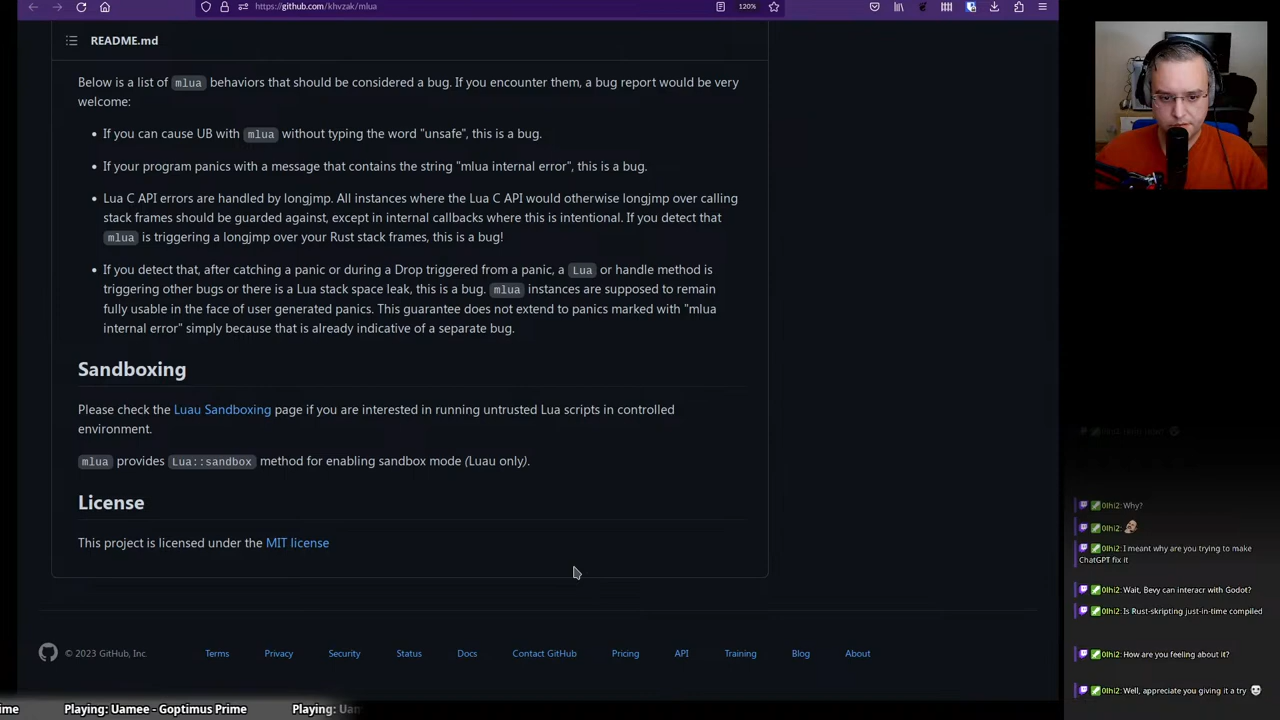 https://github.com/khvzak/mlua
120%
README.md
Below is a list of mlua behaviors that should be considered a bug. If you encounter them, a bug report would be very
welcome:
If you can cause UB with mlua without typing the word "unsafe", this is a bug.
If your program panics with a message that contains the string "mlua internal error", this is a bug.
Lua C API errors are handled by longjmp. All instances where the Lua C API would otherwise longjmp over calling
stack frames should be guarded against, except in internal callbacks where this is intentional. If you detect that
mlua is triggering a longjmp over your Rust stack frames, this is a bug!
If you detect that, after catching a panic or during a Drop triggered from a panic, a Lua or handle method is
triggering other bugs or there is a Lua stack space leak, this is a bug. mlua instances are supposed to remain
fully usable in the face of user generated panics. This guarantee does not extend to panics marked with "mlua
internal error" simply because that is already indicative of a separate bug.
Sandboxing
Please check the Luau Sandboxing page if you are interested in running untrusted Lua scripts in controlled
environment.
mlua provides Lua::sandbox method for enabling sandbox mode (Luau only).
License
This project is licensed under the MIT license
© 2023 GitHub, Inc.
Terms
Privacy
Security
Status
Docs
Contact GitHub
Pricing
API
Training
Blog
About
0lhi2: Why?
0lhi2:
0lhi2: I meant why are you trying to make
ChatGPT fix it
0lhi2: Wait, Bevy can interacr with Godot?
0lhi2: Is Rust-skripting just-in-time compiled
0lhi2: How are you feeling about it?
0lhi2: Well, appreciate you giving it a try
ime Playing: Uamee - Goptimus Prime Playing: Uam